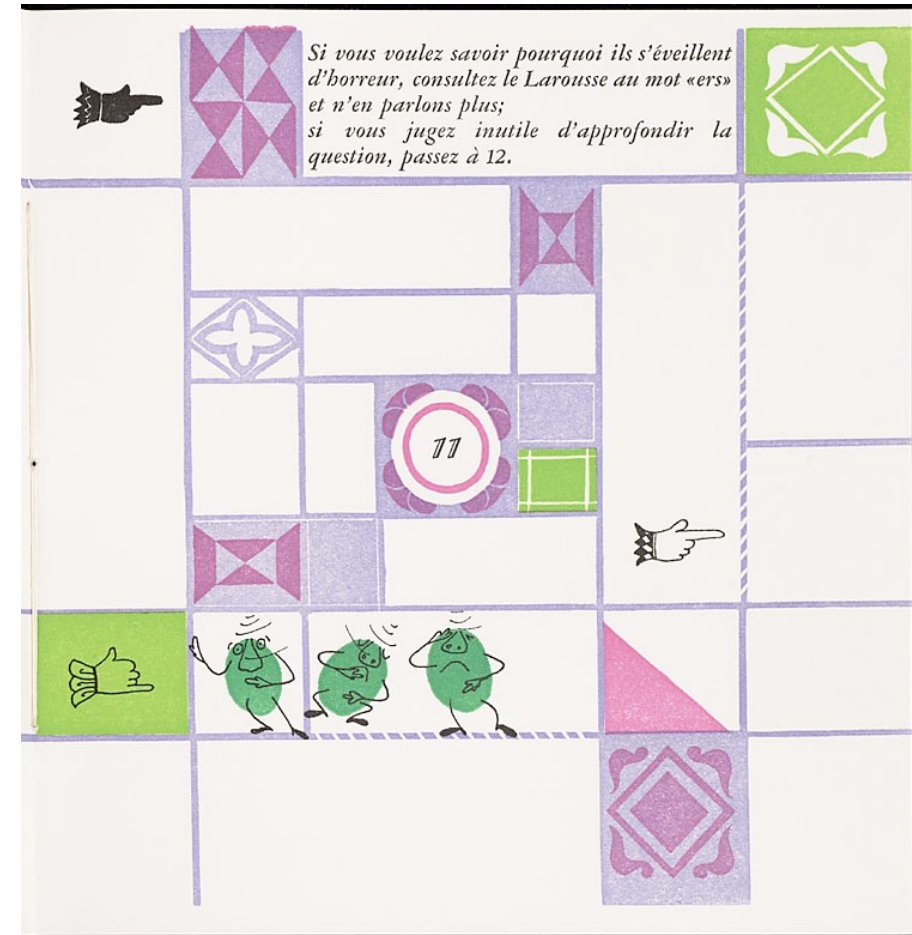 Si vous voulez savoir pourquoi ils s'éveillent
d'horreur, consultez le Larousse au mot «ers»
et n'en parlons plus;
si vous jugez inutile d'approfondir la
question, passez à 12.
11